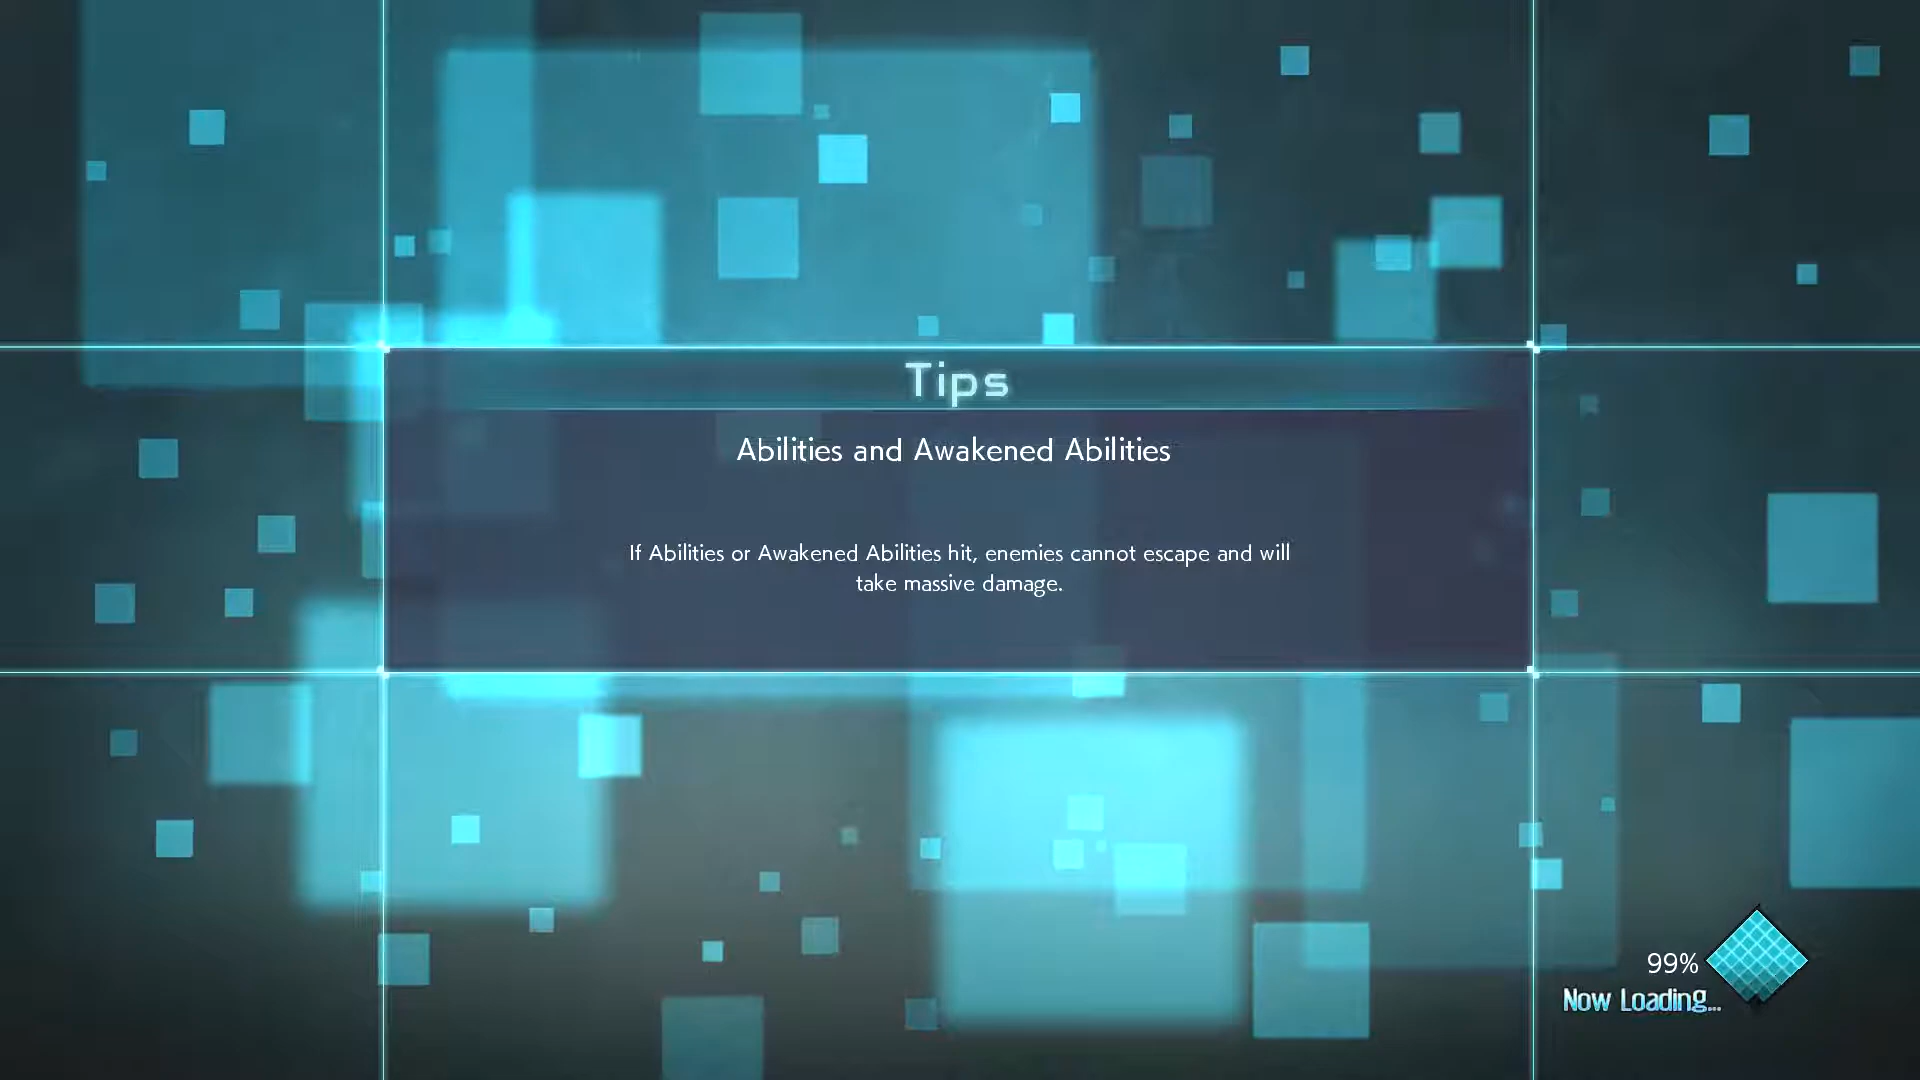 Tips
Abilities and Awakened Abilities
If Abilities or Awakened Abilities hit, enemies cannot escape and will
take massive damage.
99%
Now Loading...